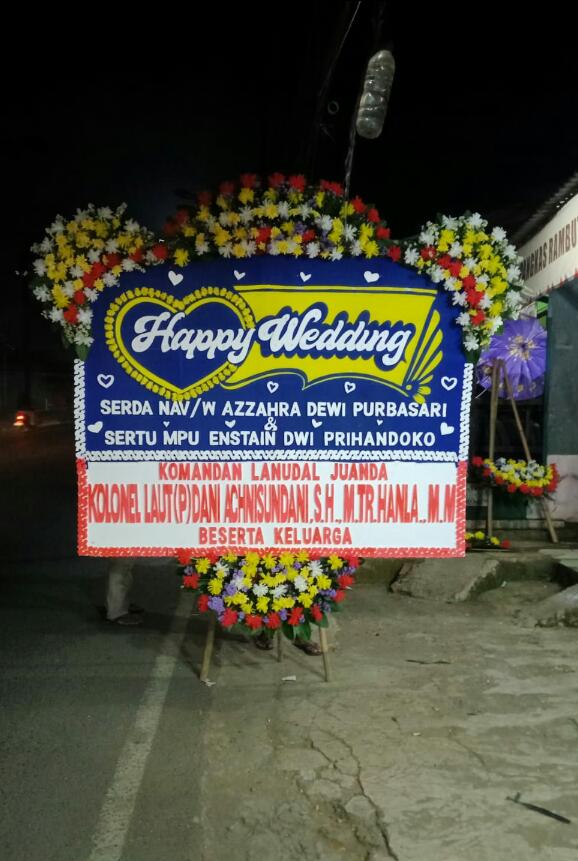 Happy Wedding
SERDA NAV/W AZZAHRA DEWI PURBASARI
&
SERTU MPU ENSTAIN DWI PRIHANDOKO
KOMANDAN LANUDAL JUANDA
KOLONEL LAUT(P)DANI ACHNISUNDANI,S.H.,M.TR.HANLA.,M.M
BESERTA KELUARGA